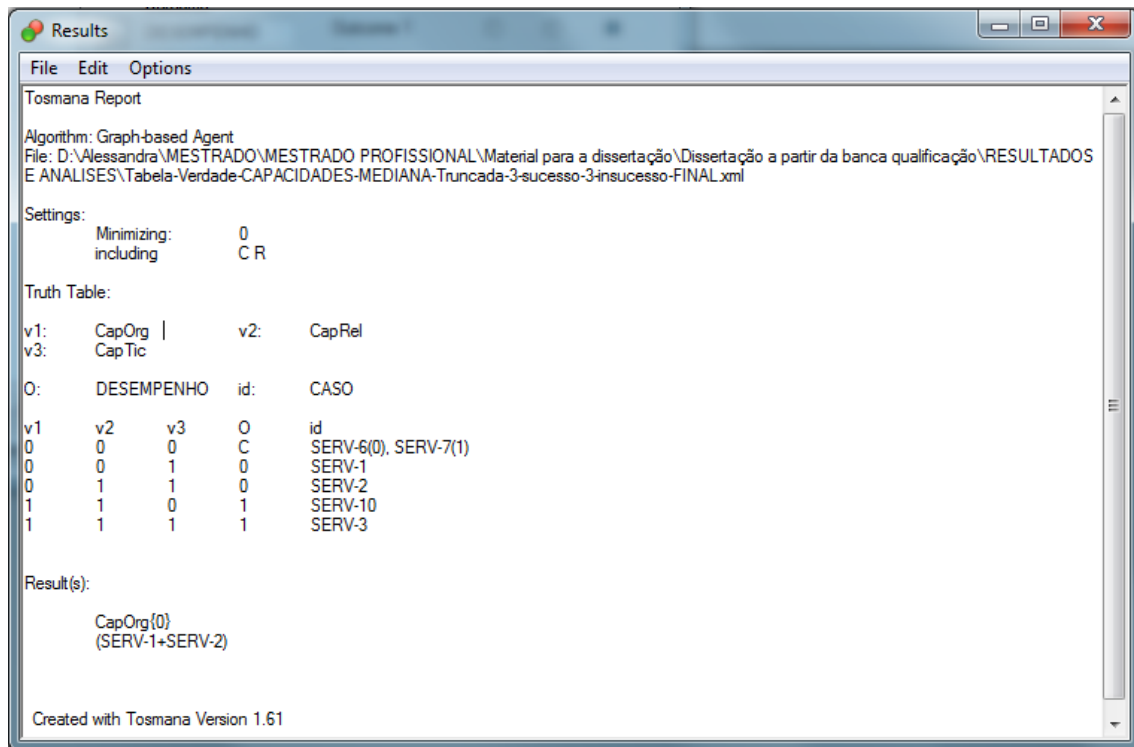 Results
File Edit Options
Tosmana Report
Algorithm: Graph-based Agent
File: D:\Alessandra\MESTRADO\MESTRADO PROFISSIONAL\Material para a dissertação\Dissertação a partir da banca qualificação\RESULTADOS
E ANALISES\Tabela-Verdade-CAPACIDADES-MEDIANA-Truncada-3-sucesso-3-insucesso-FINAL.xml
Settings:
Minimizing: 0
including C R
Truth Table:
v1: CapOrg v2: CapRel
v3: CapTic
O: DESEMPENHO id: CASO
v1 v2 v3 O id
0 0 0 C SERV-6(0), SERV-7(1)
0 0 1 0 SERV-1
0 1 1 0 SERV-2
1 1 0 1 SERV-10
1 1 1 1 SERV-3
Result(s):
CapOrg{0}
(SERV-1+SERV-2)
Created with Tosmana Version 1.61